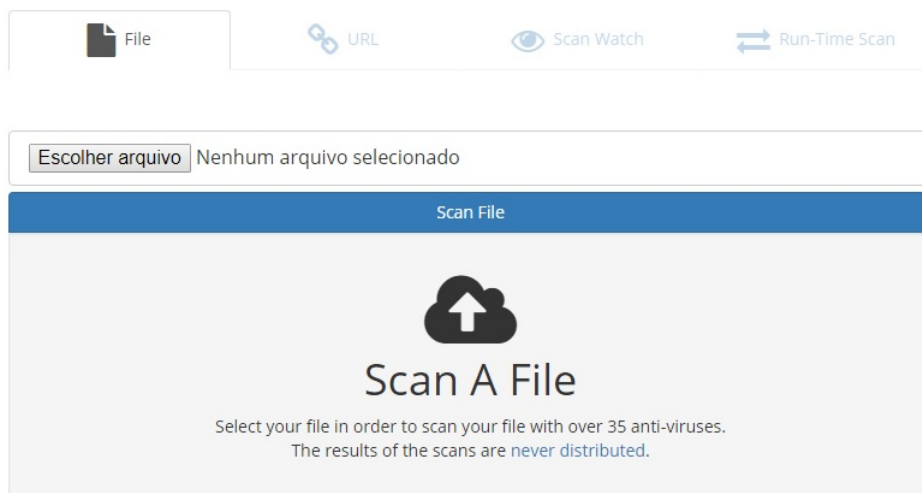 File URL Scan Watch Run-Time Scan
Escolher arquivo Nenhum arquivo selecionado
Scan File
Scan A File
Select your file in order to scan your file with over 35 anti-viruses.
The results of the scans are never distributed.